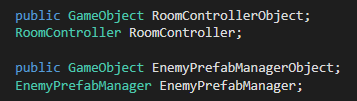 public GameObject RoomControllerObject;
RoomController RoomController;
public GameObject EnemyPrefabManagerObject;
EnemyPrefabManager EnemyPrefabManager;